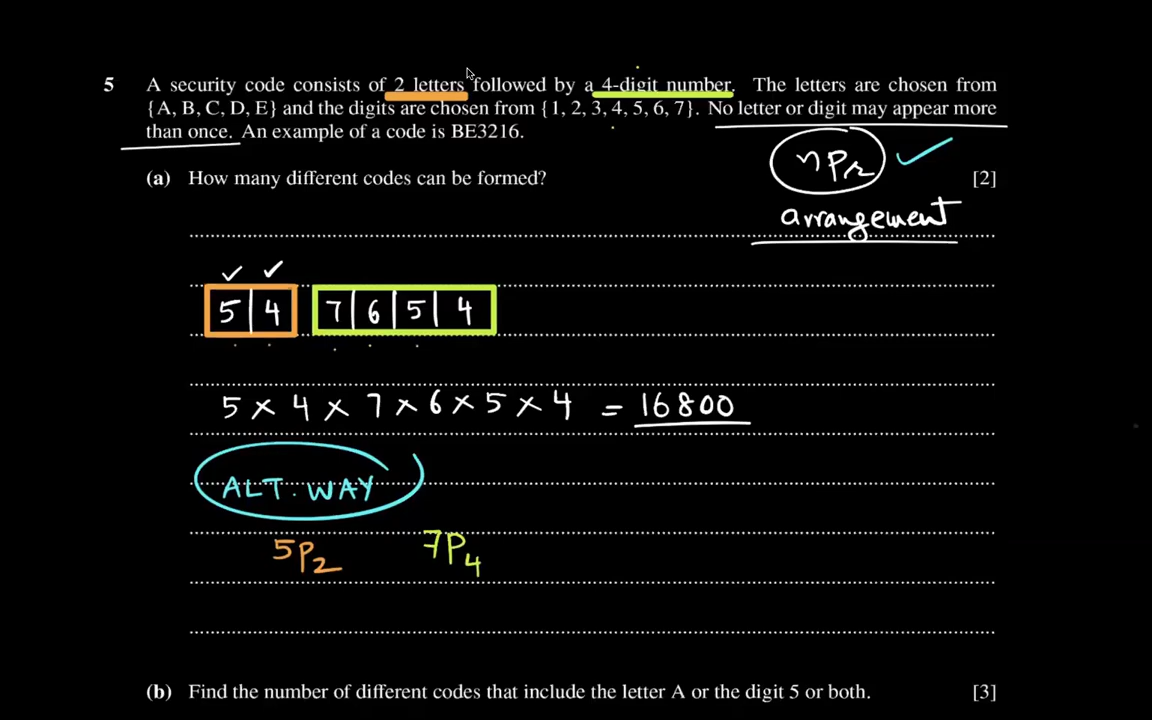 5 A security code consists of 2 letters followed by a 4-digit number. The letters are chosen from
{A, B, C, D, E} and the digits are chosen from {1, 2, 3, 4, 5, 6, 7}. No letter or digit may appear more
than once. An example of a code is BE3216.
nPr
(a) How many different codes can be formed? [2]
arrangement
5 4 7 6 5 4
5 × 4 × 7 × 6 × 5 × 4 = 16800
ALT. WAY
5P2 7P4
(b) Find the number of different codes that include the letter A or the digit 5 or both. [3]